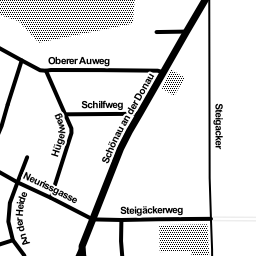 Oberer Auweg
Schilfweg
Hügelweg
Schönau an der Donau
Steigacker
Neurissgasse
An der Heide
Steigäckerweg